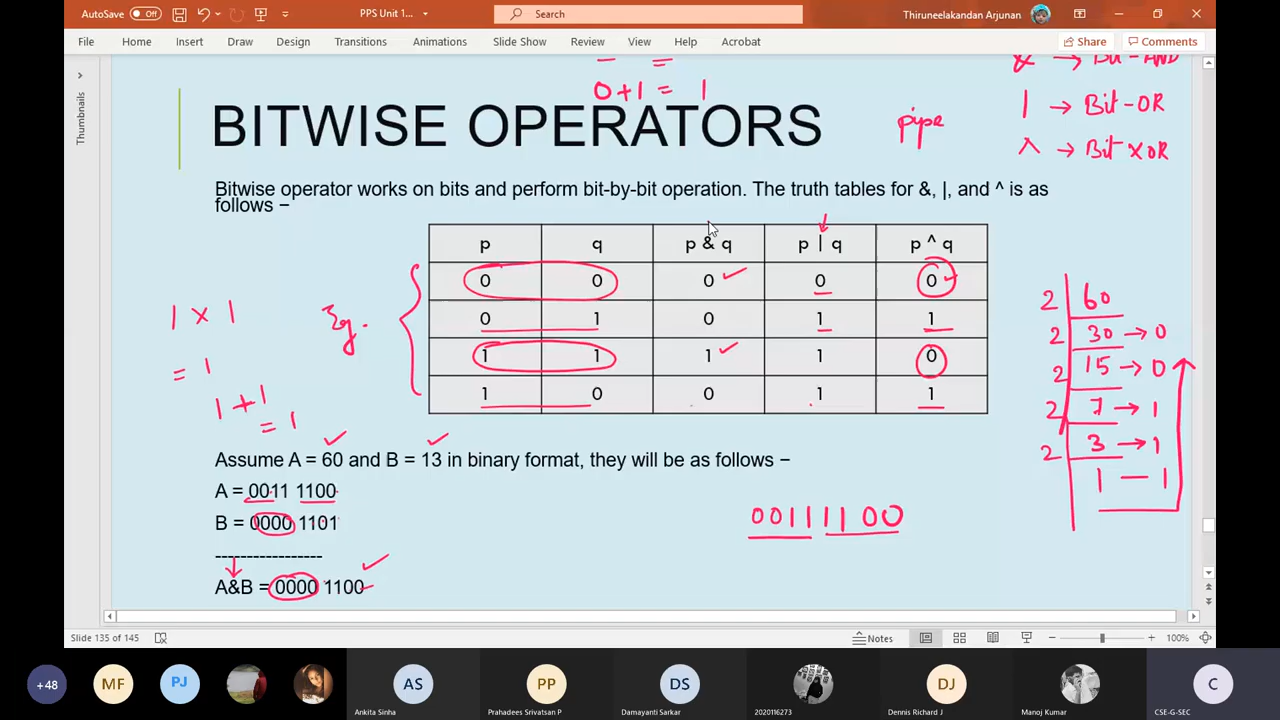 AutoSave Off PPS Unit 1... Search Thiruneelakandan Arjunan
File Home Insert Draw Design Transitions Animations Slide Show Review View Help Acrobat Share Comments
Thumbnails
0+1 = 1
& → Bit-AND
| → Bit-OR
^ → Bit XOR
pipe
BITWISE OPERATORS
Bitwise operator works on bits and perform bit-by-bit operation. The truth tables for &, |, and ^ is as
follows −
p q p & q p | q p ^ q
0 0 0 0 0
0 1 0 1 1
1 1 1 1 0
1 0 0 1 1
Eg.
1 × 1
= 1
1 + 1
= 1
2 60
2 30 → 0
2 15 → 0
2 7 → 1
2 3 → 1
1 — 1
Assume A = 60 and B = 13 in binary format, they will be as follows −
A = 0011 1100
B = 0000 1101
-----------------
A&B = 0000 1100
00111100
Slide 135 of 145 Notes 100%
+48 MF PJ AS PP DS DJ C
Ankita Sinha Prahadees Srivatsan P Damayanti Sarkar 2020116273 Dennis Richard J Manoj Kumar CSE-G-SEC